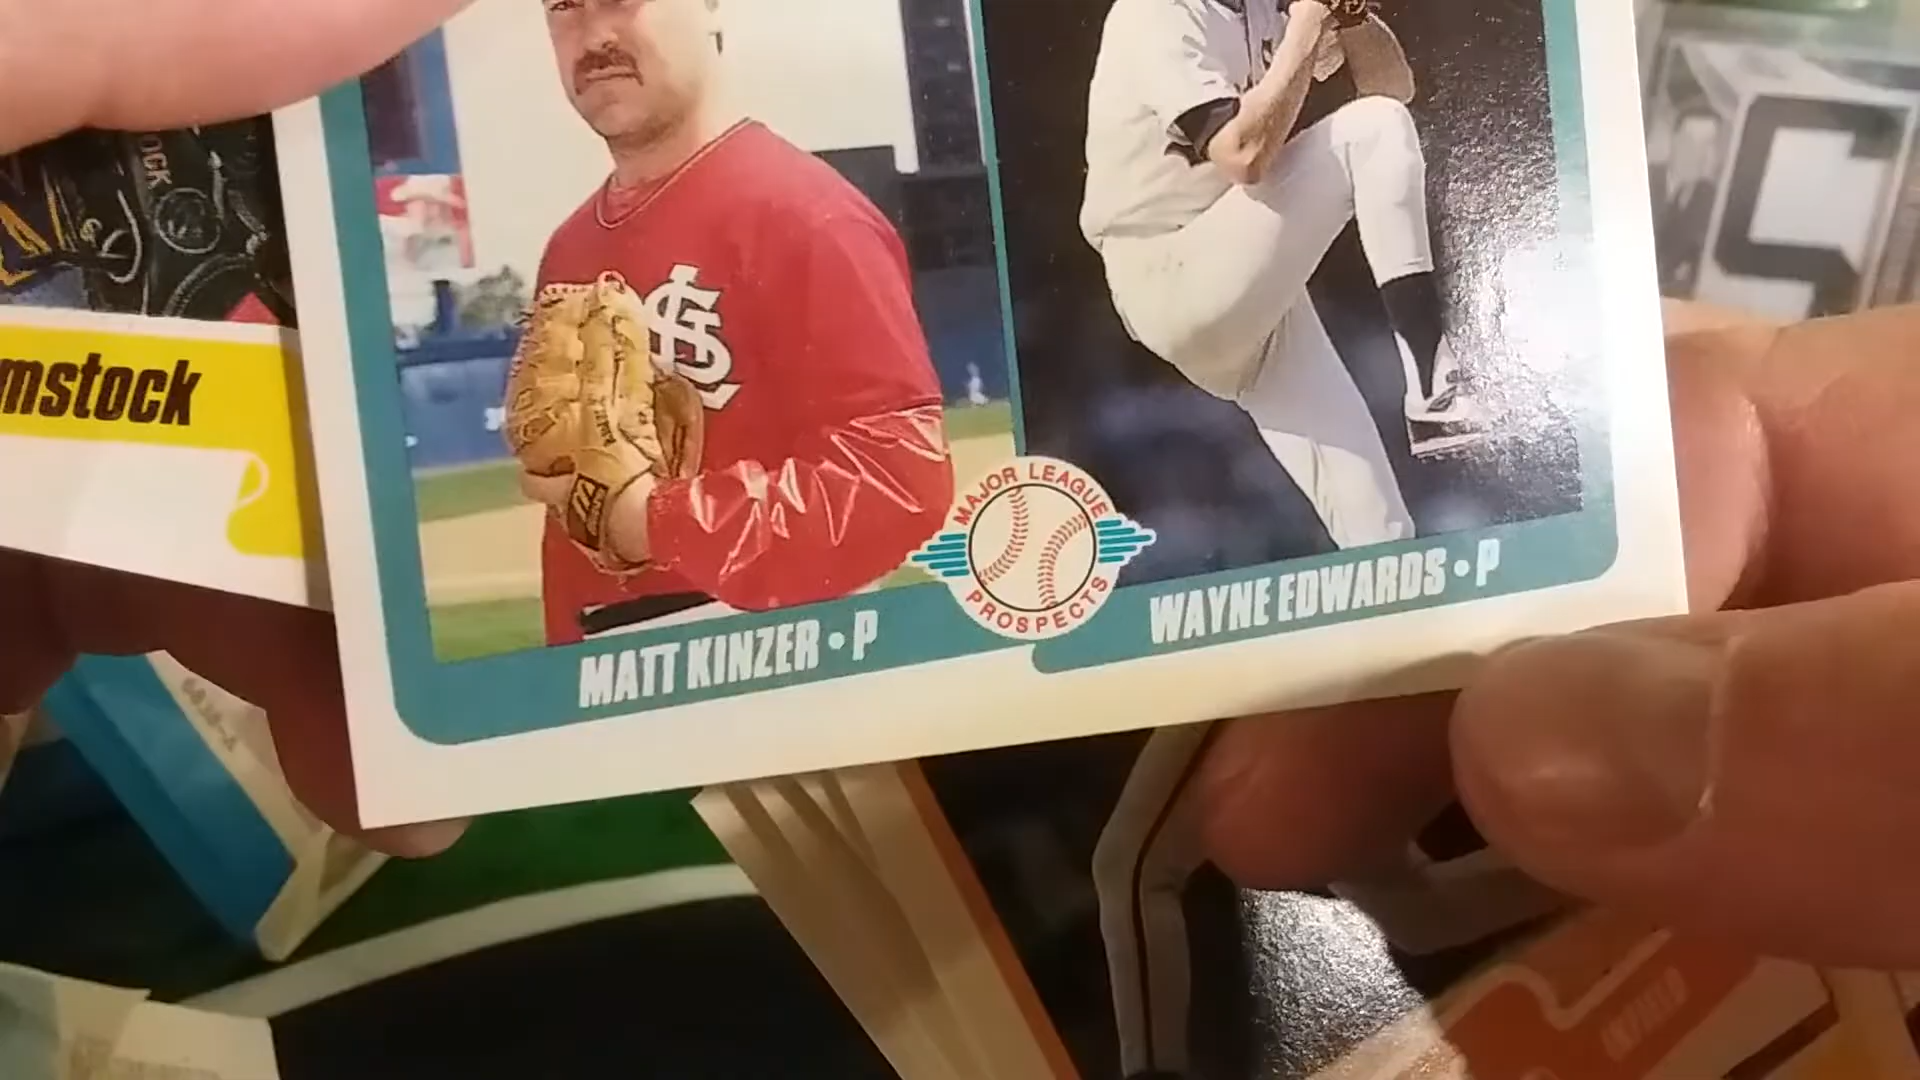 mstock
MAJOR LEAGUE
PROSPECTS
MATT KINZER • P
WAYNE EDWARDS • P